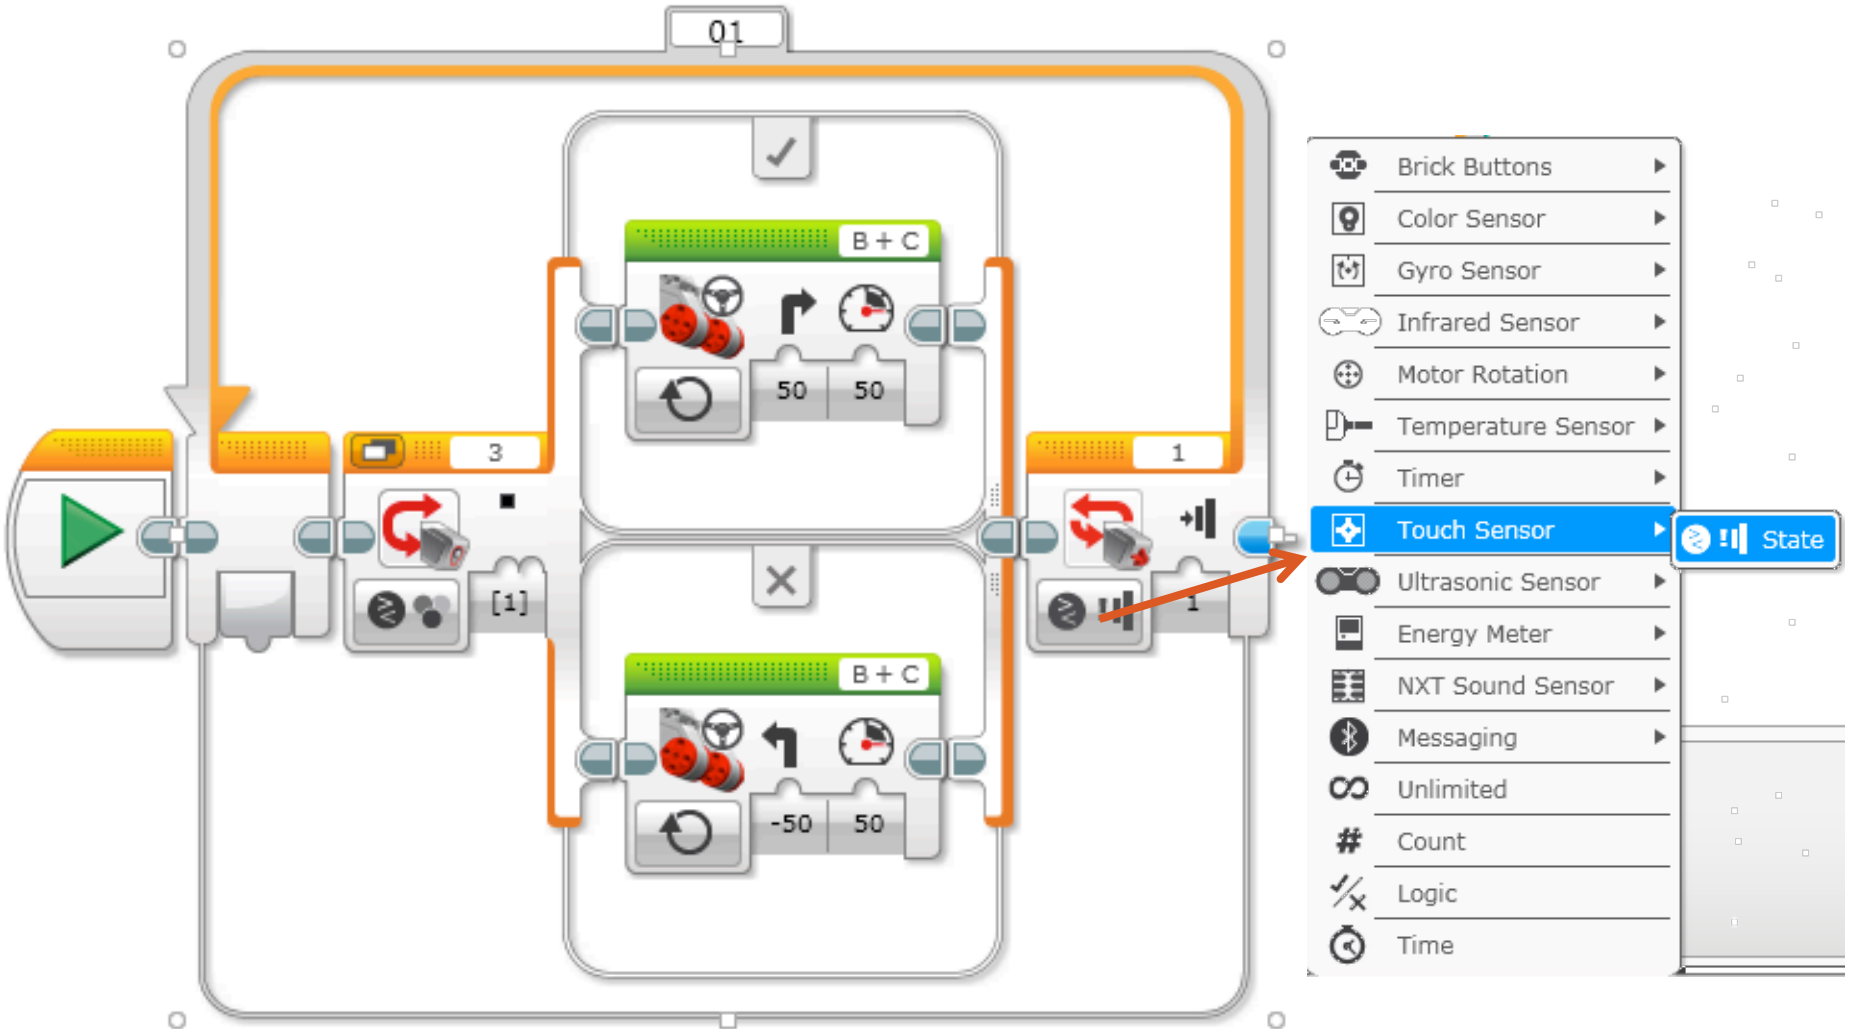 01
B + C
50 50
3
[1]
1
1
B + C
-50 50
Brick Buttons
Color Sensor
Gyro Sensor
Infrared Sensor
Motor Rotation
Temperature Sensor
Timer
Touch Sensor
State
Ultrasonic Sensor
Energy Meter
NXT Sound Sensor
Messaging
Unlimited
Count
Logic
Time